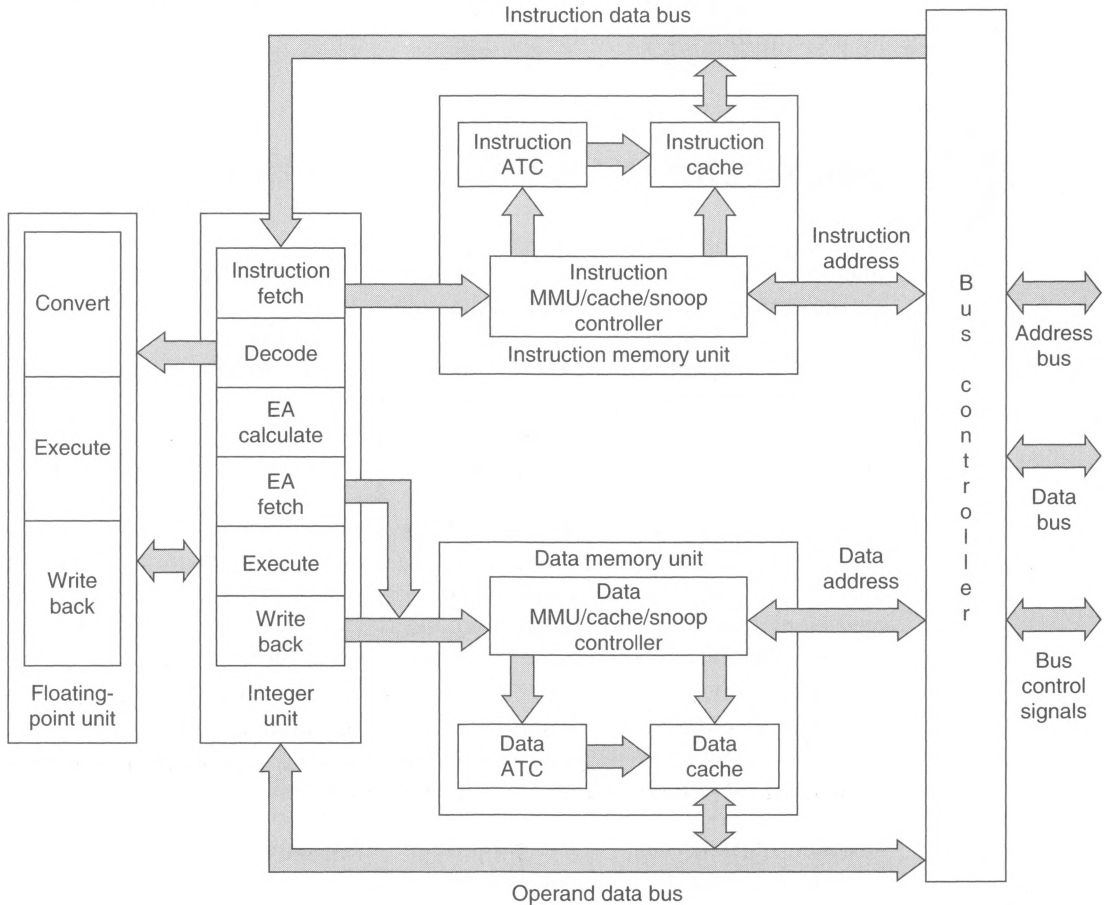 Instruction data bus
Instruction
ATC
Instruction
cache
Instruction
MMU/cache/snoop
controller
Instruction memory unit
Instruction
address
Convert
Execute
Write
back
Floating-
point unit
Instruction
fetch
Decode
EA
calculate
EA
fetch
Execute
Write
back
Integer
unit
Data memory unit
Data
MMU/cache/snoop
controller
Data
ATC
Data
cache
Data
address
Operand data bus
Bus controller
Address
bus
Data
bus
Bus
control
signals